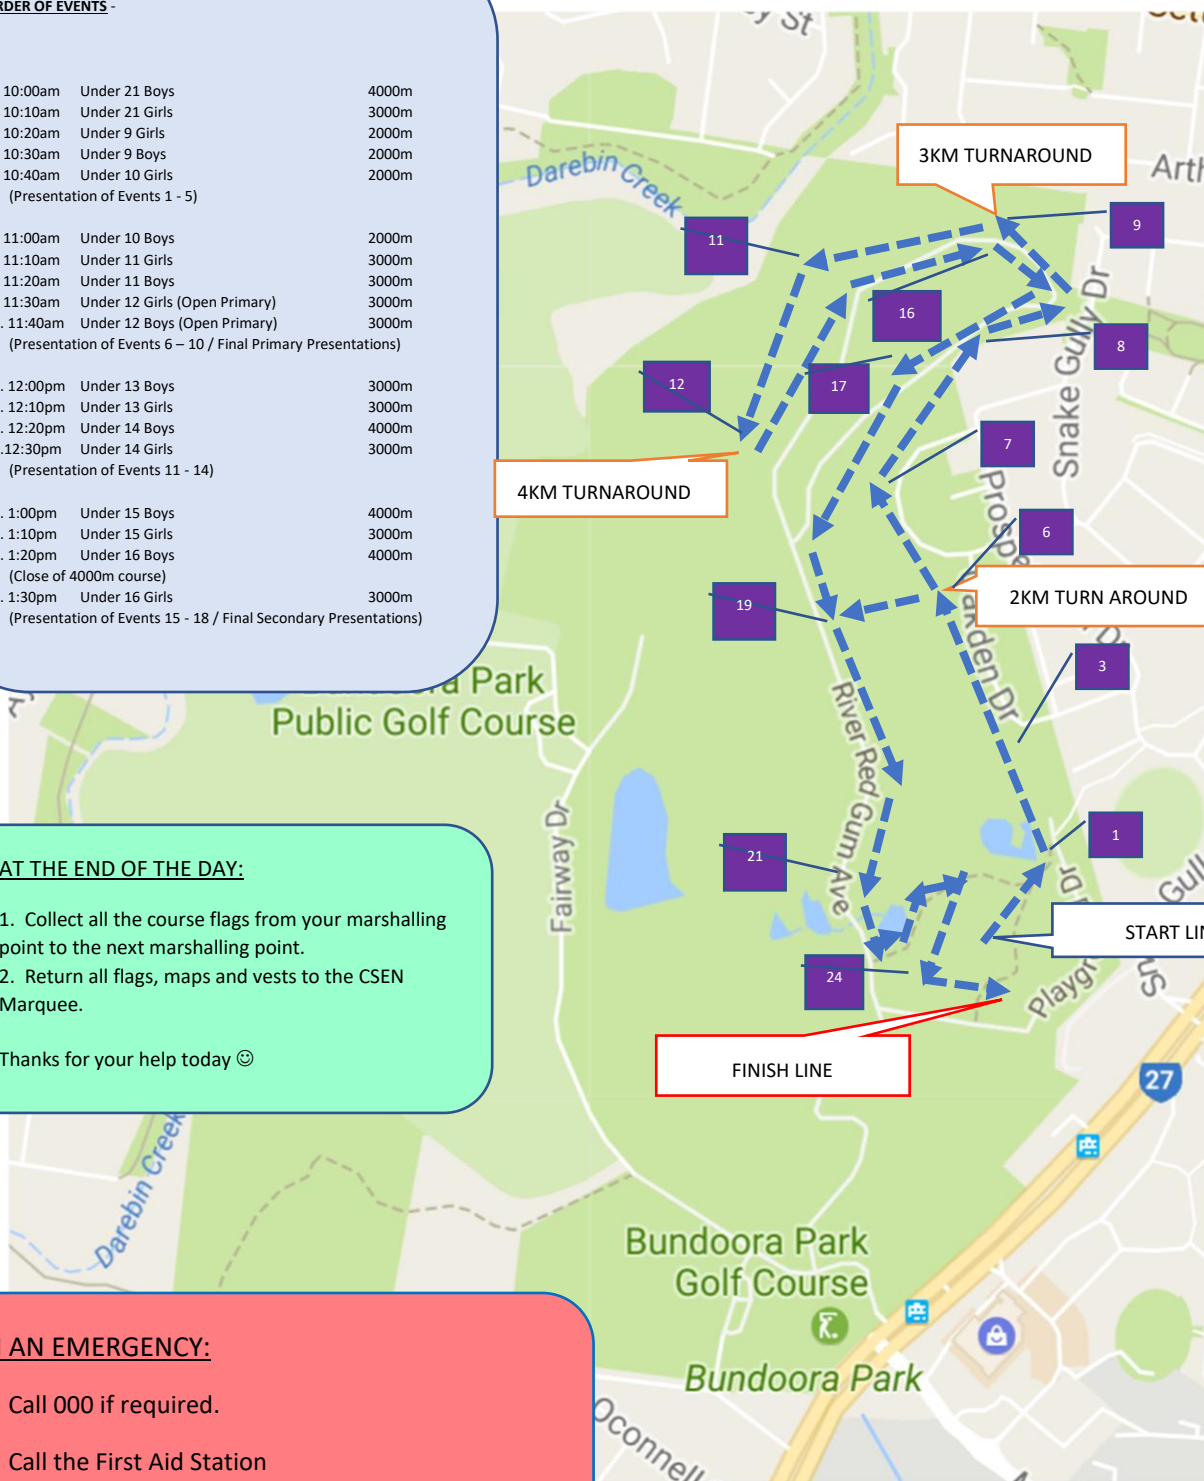 RDER OF EVENTS -
10:00am Under 21 Boys 4000m
10:10am Under 21 Girls 3000m
10:20am Under 9 Girls 2000m
10:30am Under 9 Boys 2000m
10:40am Under 10 Girls 2000m
(Presentation of Events 1 - 5)
11:00am Under 10 Boys 2000m
11:10am Under 11 Girls 3000m
11:20am Under 11 Boys 3000m
11:30am Under 12 Girls (Open Primary) 3000m
. 11:40am Under 12 Boys (Open Primary) 3000m
(Presentation of Events 6 – 10 / Final Primary Presentations)
. 12:00pm Under 13 Boys 3000m
. 12:10pm Under 13 Girls 3000m
. 12:20pm Under 14 Boys 4000m
.12:30pm Under 14 Girls 3000m
(Presentation of Events 11 - 14)
. 1:00pm Under 15 Boys 4000m
. 1:10pm Under 15 Girls 3000m
. 1:20pm Under 16 Boys 4000m
(Close of 4000m course)
. 1:30pm Under 16 Girls 3000m
(Presentation of Events 15 - 18 / Final Secondary Presentations)
St
3KM TURNAROUND
Arth
Darebin Creek
9
11
16
8
Snake Gully Dr
12
17
7
4KM TURNAROUND
6
2KM TURN AROUND
19
3
River Red Gum Ave
a Park
Public Golf Course
Fairway Dr
1
21
START LIN
24
Playgr
FINISH LINE
27
AT THE END OF THE DAY:
1. Collect all the course flags from your marshalling
point to the next marshalling point.
2. Return all flags, maps and vests to the CSEN
Marquee.
Thanks for your help today ☺
Darebin Creek
Bundoora Park
Golf Course
Bundoora Park
Oconnell
AN EMERGENCY:
Call 000 if required.
Call the First Aid Station